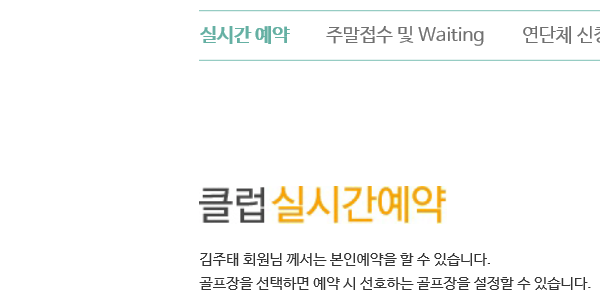 실시간 예약 주말접수 및 Waiting 연단체 신
클럽 실시간예약
김주태 회원님 께서는 본인예약을 할 수 있습니다.
골프장을 선택하면 예약 시 선호하는 골프장을 설정할 수 있습니다.